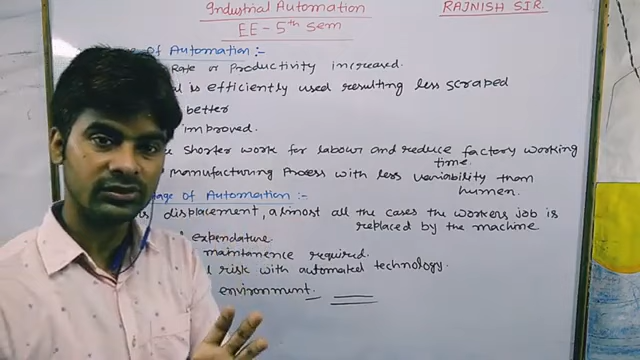 Industrial Automation
RAJNISH SIR
EE - 5th Sem
of Automation :-
Rate or Productivity increased.
is efficiently used resulting less scraped
better
improved.
shorter work for labour and reduce factory working
time.
manufacturing Process with less variability than
human.
of Automation :-
displacement, almost all the cases the workers job is
replaced by the machine
expendature.
maintanence required.
risk with automated technology.
environment.